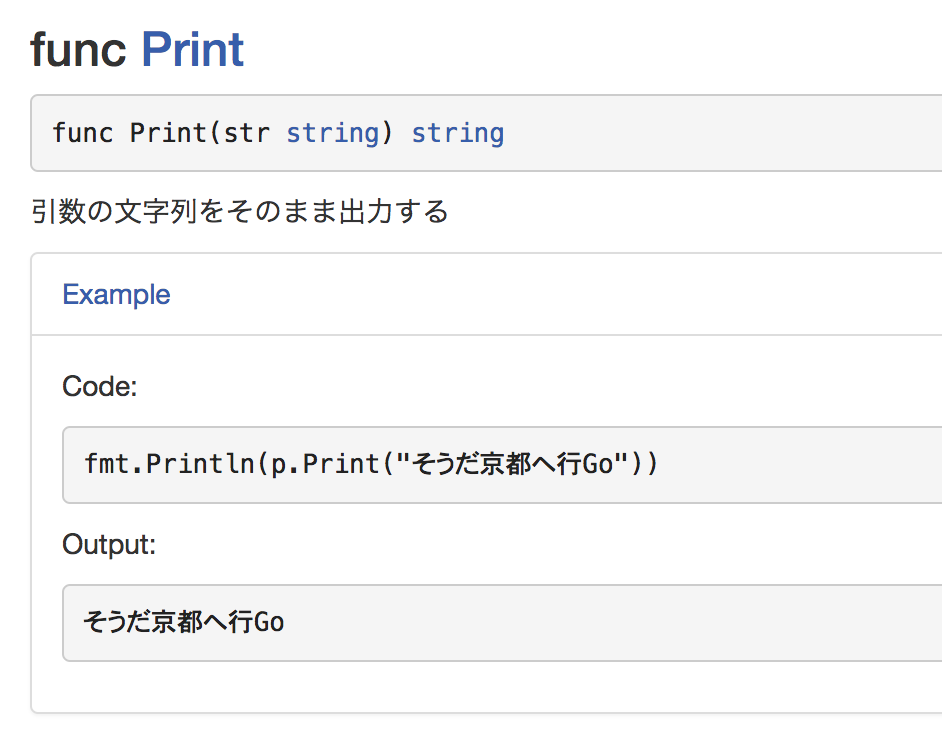 func Print
func Print(str string) string
引数の文字列をそのまま出力する
Example
Code:
fmt.Println(p.Print("そうだ京都へ行Go"))
Output:
そうだ京都へ行Go